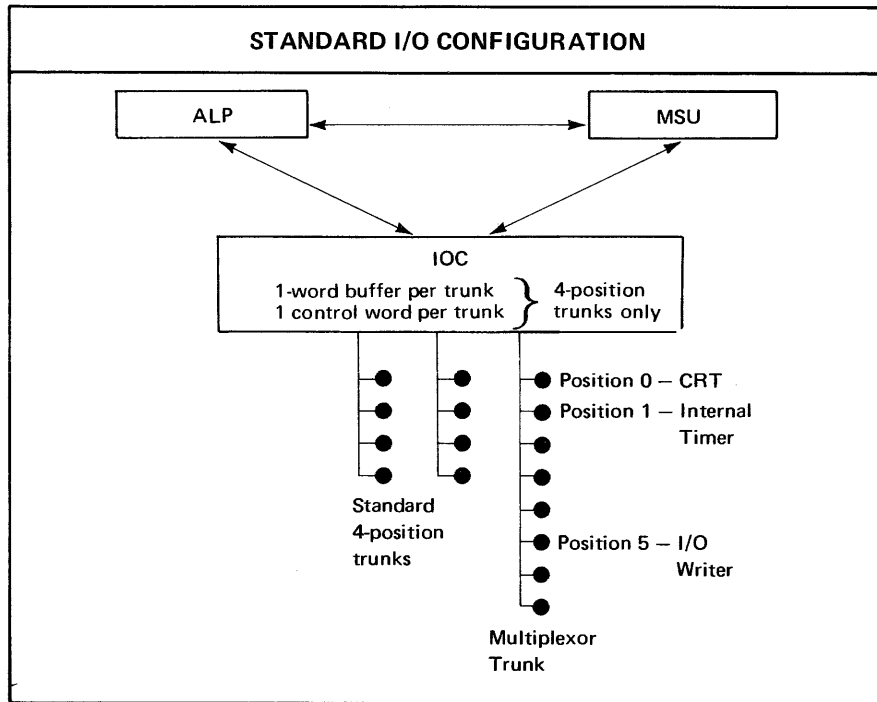 STANDARD I/O CONFIGURATION
ALP
MSU
IOC
1-word buffer per trunk
1 control word per trunk
4-position
trunks only
Position 0 – CRT
Position 1 – Internal
Timer
Standard
4-position
trunks
Position 5 – I/O
Writer
Multiplexor
Trunk